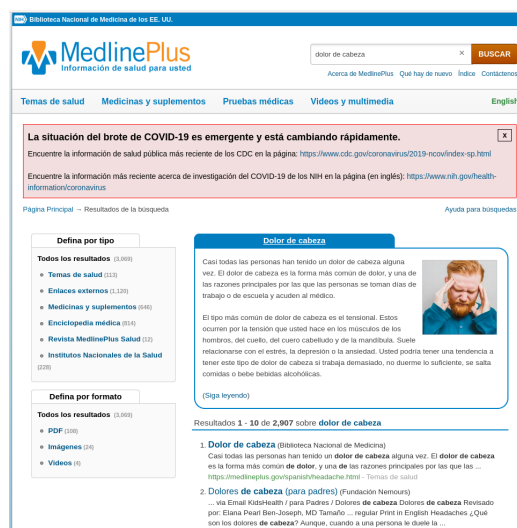 NIH Biblioteca Nacional de Medicina de los EE. UU.
MedlinePlus
Información de salud para usted
dolor de cabeza × BUSCAR
Acerca de MedlinePlus Qué hay de nuevo Índice Contáctenos
Temas de salud Medicinas y suplementos Pruebas médicas Videos y multimedia English
La situación del brote de COVID-19 es emergente y está cambiando rápidamente. x
Encuentre la información de salud pública más reciente de los CDC en la página: https://www.cdc.gov/coronavirus/2019-ncov/index-sp.html
Encuentre la información más reciente acerca de investigación del COVID-19 de los NIH en la página (en inglés): https://www.nih.gov/health-
information/coronavirus
Página Principal → Resultados de la búsqueda Ayuda para búsquedas
Defina por tipo
Todos los resultados (3,069)
Temas de salud (113)
Enlaces externos (1,120)
Medicinas y suplementos (646)
Enciclopedia médica (814)
Revista MedlinePlus Salud (12)
Institutos Nacionales de la Salud
(228)
Defina por formato
Todos los resultados (3,069)
PDF (108)
Imágenes (24)
Videos (4)
Dolor de cabeza
Casi todas las personas han tenido un dolor de cabeza alguna
vez. El dolor de cabeza es la forma más común de dolor, y una de
las razones principales por las que las personas se toman días de
trabajo o de escuela y acuden al médico.
El tipo más común de dolor de cabeza es el tensional. Estos
ocurren por la tensión que usted hace en los músculos de los
hombros, del cuello, del cuero cabelludo y de la mandíbula. Suele
relacionarse con el estrés, la depresión o la ansiedad. Usted podría tener una tendencia a
tener este tipo de dolor de cabeza si trabaja demasiado, no duerme lo suficiente, se salta
comidas o bebe bebidas alcohólicas.
(Siga leyendo)
Resultados 1 - 10 de 2,907 sobre dolor de cabeza
1. Dolor de cabeza (Biblioteca Nacional de Medicina)
Casi todas las personas han tenido un dolor de cabeza alguna vez. El dolor de cabeza
es la forma más común de dolor, y una de las razones principales por las que las ...
https://medlineplus.gov/spanish/headache.html - Temas de salud
2. Dolores de cabeza (para padres) (Fundación Nemours)
... via Email KidsHealth / para Padres / Dolores de cabeza Dolores de cabeza Revisado
por: Elana Pearl Ben-Joseph, MD Tamaño ... regular Print in English Headaches ¿Qué
son los dolores de cabeza? Aunque, cuando a una persona le duele la ...